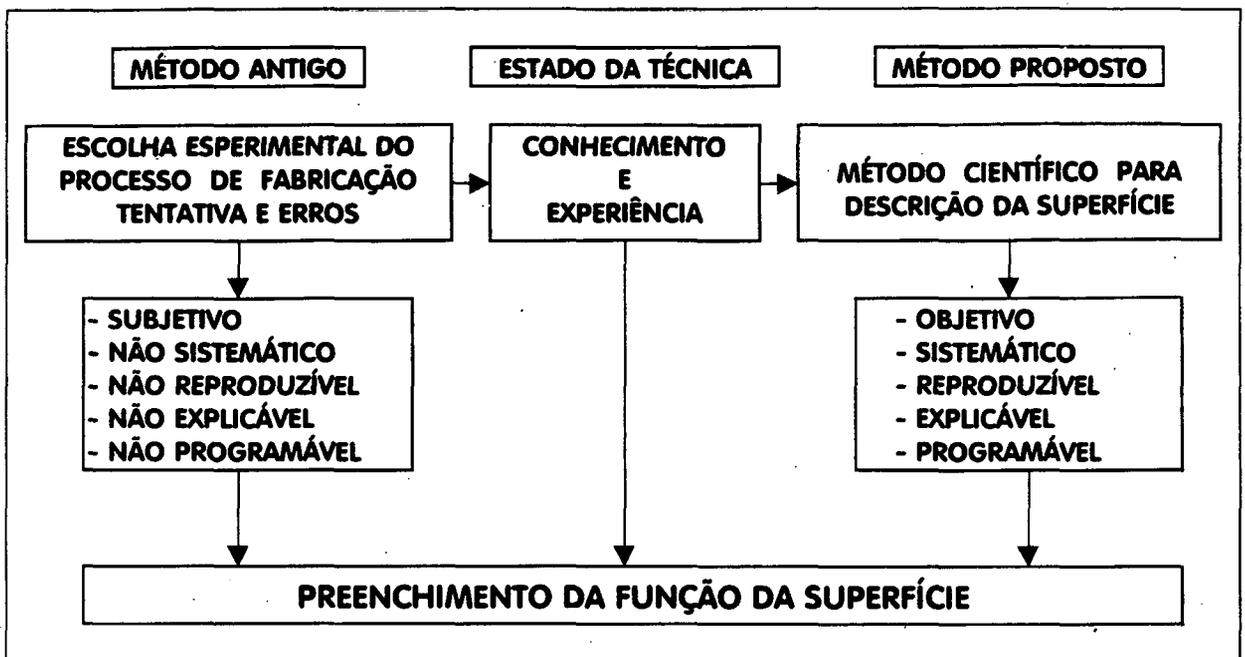 MÉTODO ANTIGO
ESTADO DA TÉCNICA
MÉTODO PROPOSTO
ESCOLHA ESPERIMENTAL DO
PROCESSO DE FABRICAÇÃO
TENTATIVA E ERROS
CONHECIMENTO
E
EXPERIÊNCIA
MÉTODO CIENTÍFICO PARA
DESCRIÇÃO DA SUPERFÍCIE
- SUBJETIVO
- NÃO SISTEMÁTICO
- NÃO REPRODUZÍVEL
- NÃO EXPLICÁVEL
- NÃO PROGRAMÁVEL
- OBJETIVO
- SISTEMÁTICO
- REPRODUZÍVEL
- EXPLICÁVEL
- PROGRAMÁVEL
PREENCHIMENTO DA FUNÇÃO DA SUPERFÍCIE